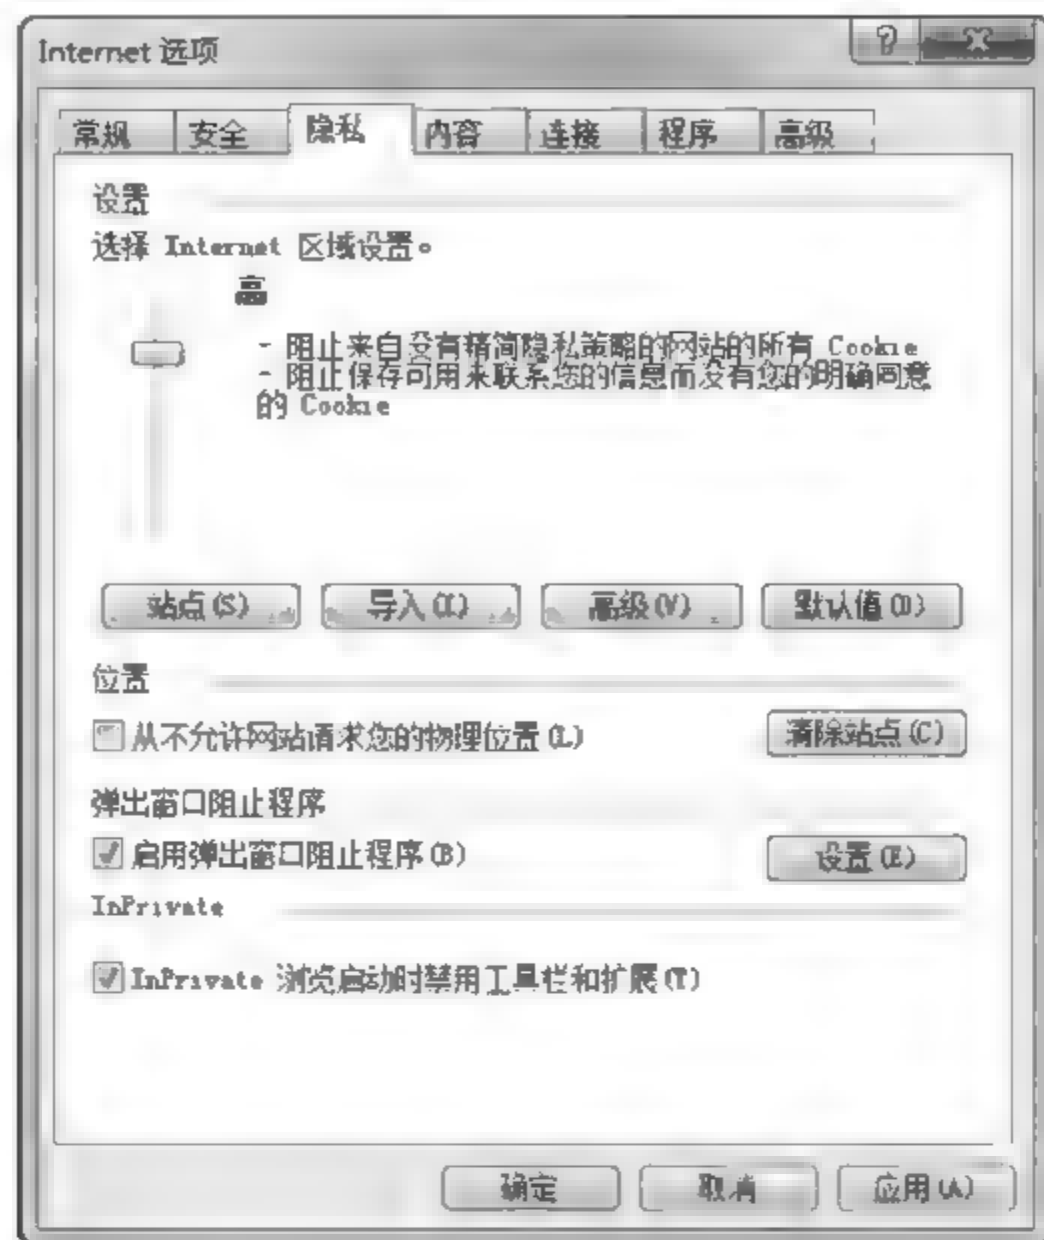 Internet 选项
常规 安全 隐私 内容 连接 程序 高级
设置
选择 Internet 区域设置。
高
- 阻止来自没有精简隐私策略的网站的所有 Cookie
- 阻止保存可用来联系您的信息而没有您的明确同意
的 Cookie
站点(S) 导入(I) 高级(V) 默认值(D)
位置
从不允许网站请求您的物理位置(L) 清除站点(C)
弹出窗口阻止程序
启用弹出窗口阻止程序(B) 设置(E)
InPrivate
InPrivate 浏览启动时禁用工具栏和扩展(T)
确定 取消 应用(A)